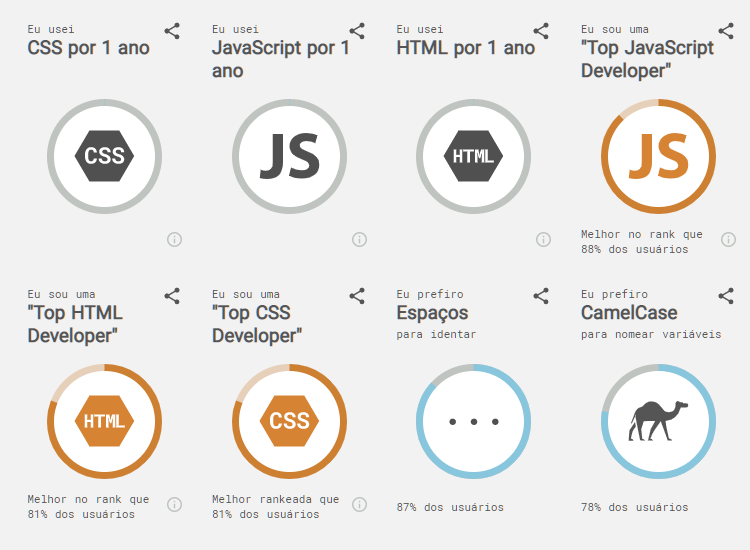 Eu usei
CSS por 1 ano
CSS
Eu usei
JavaScript por 1
ano
JS
Eu usei
HTML por 1 ano
HTML
Eu sou uma
"Top JavaScript
Developer"
JS
Melhor no rank que
88% dos usuários
Eu sou uma
"Top HTML
Developer"
HTML
Melhor no rank que
81% dos usuários
Eu sou uma
"Top CSS
Developer"
CSS
Melhor rankeada que
81% dos usuários
Eu prefiro
Espaços
para identar
87% dos usuários
Eu prefiro
CamelCase
para nomear variáveis
78% dos usuários